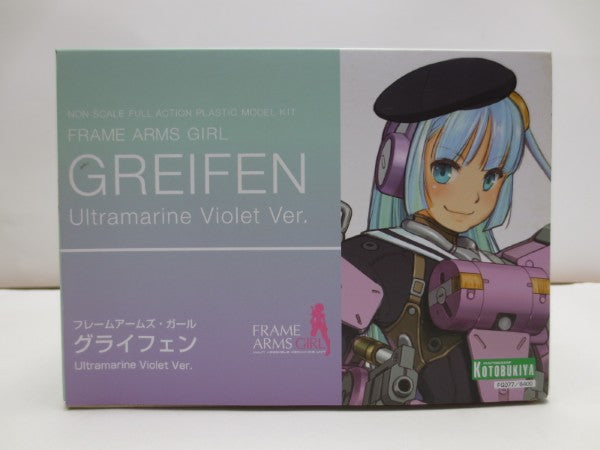 NON SCALE FULL ACTION PLASTIC MODEL KIT
FRAME ARMS GIRL
GREIFEN
Ultramarine Violet Ver.
フレームアームズ・ガール
グライフェン
Ultramarine Violet Ver.
FRAME
ARMS GIRL
KOTOBUKIYA